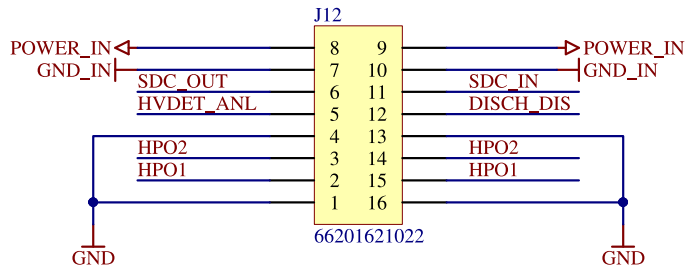 J12
POWER_IN 8 9 POWER_IN
GND_IN 7 10 GND_IN
SDC_OUT 6 11 SDC_IN
HVDET_ANL 5 12 DISCH_DIS
4 13
HPO2 3 14 HPO2
HPO1 2 15 HPO1
1 16
66201621022
GND GND